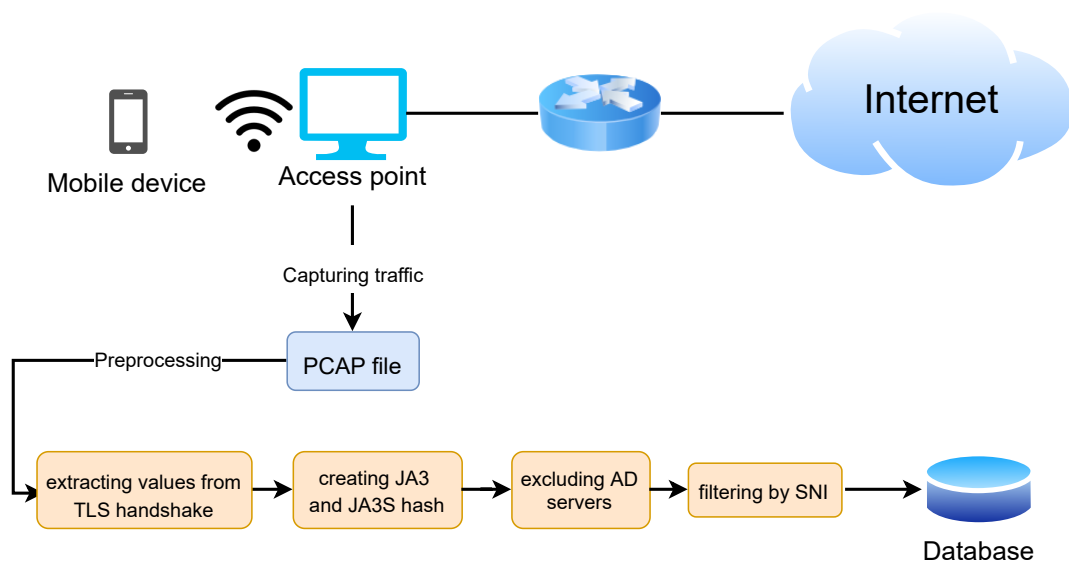 Internet
Mobile device
Access point
Capturing traffic
Preprocessing
PCAP file
extracting values from
TLS handshake
creating JA3
and JA3S hash
excluding AD
servers
filtering by SNI
Database